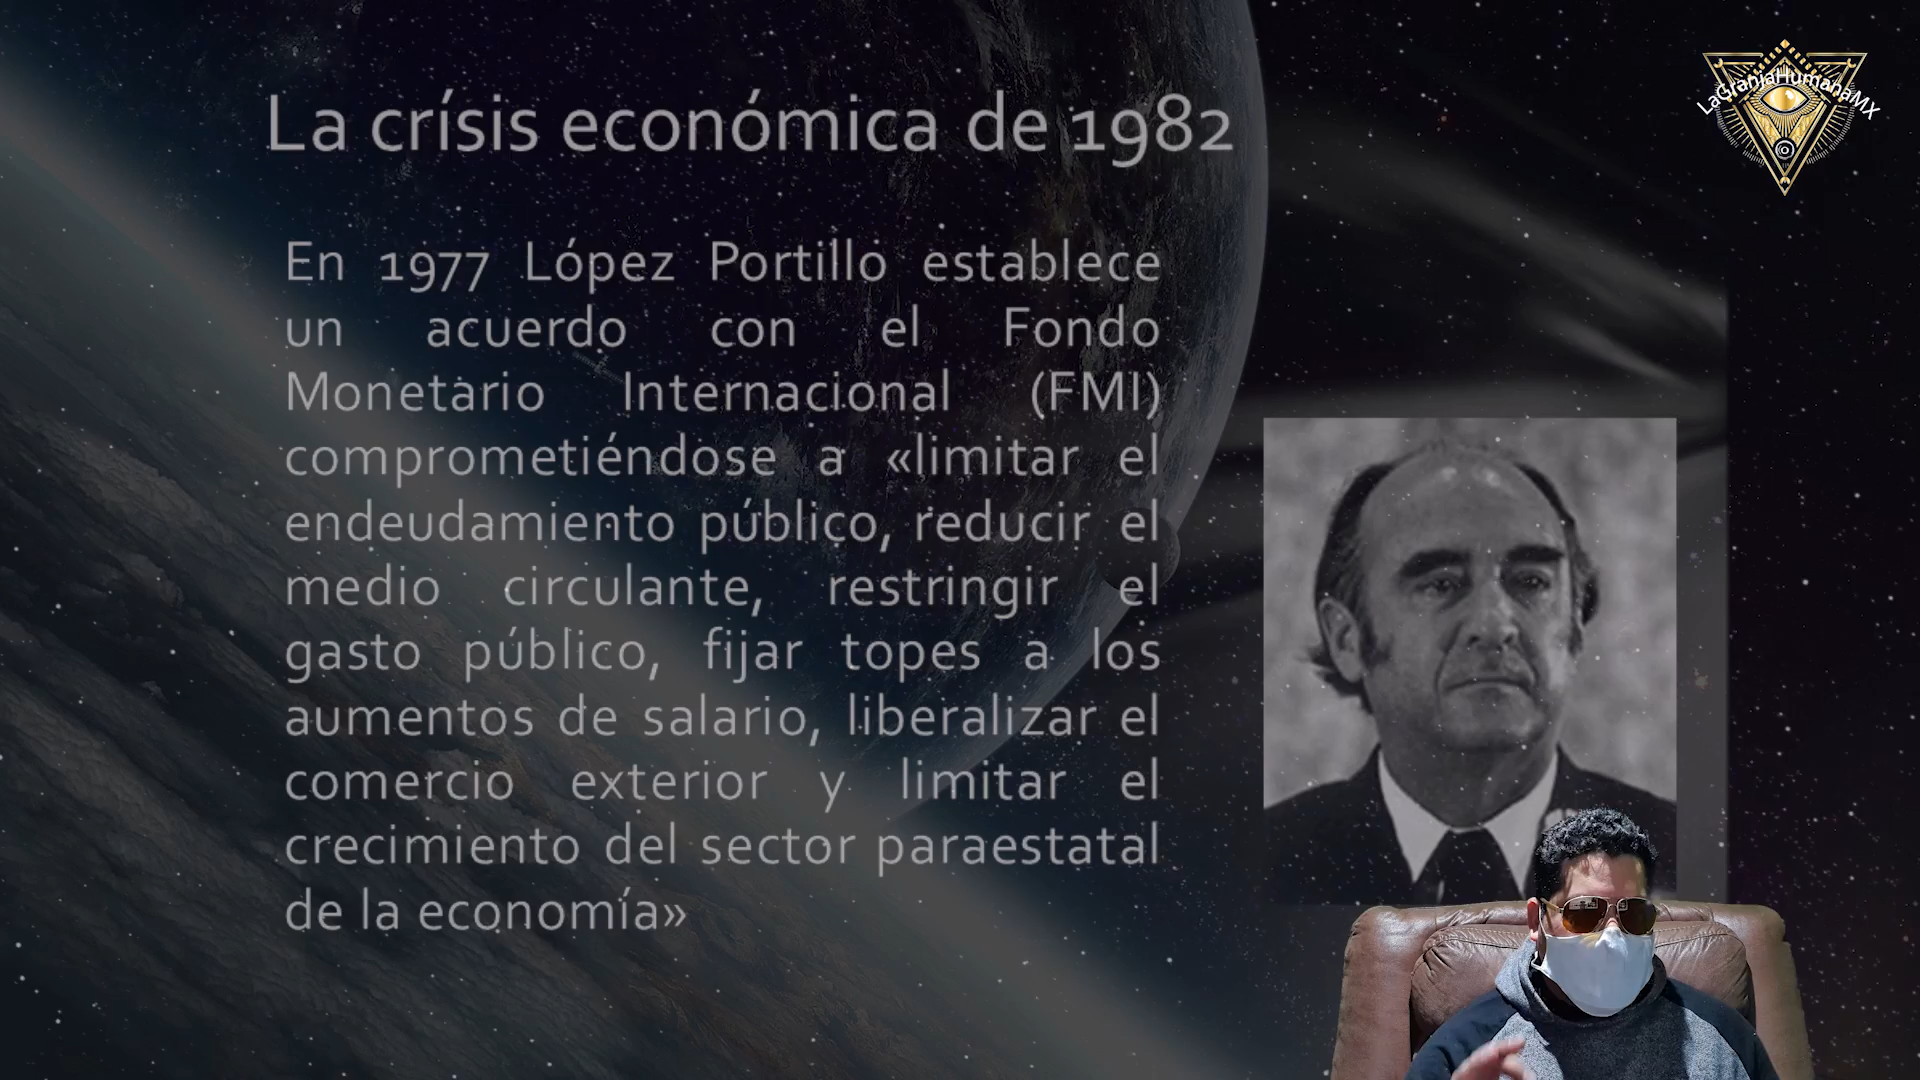 La crísis económica de 1982
LaGranjaHumanaMX
En 1977 López Portillo establece
un acuerdo con el Fondo
Monetario Internacional (FMI)
comprometiéndose a «limitar el
endeudamiento público, reducir el
medio circulante, restringir el
gasto público, fijar topes a los
aumentos de salario, liberalizar el
comercio exterior y limitar el
crecimiento del sector paraestatal
de la economía»